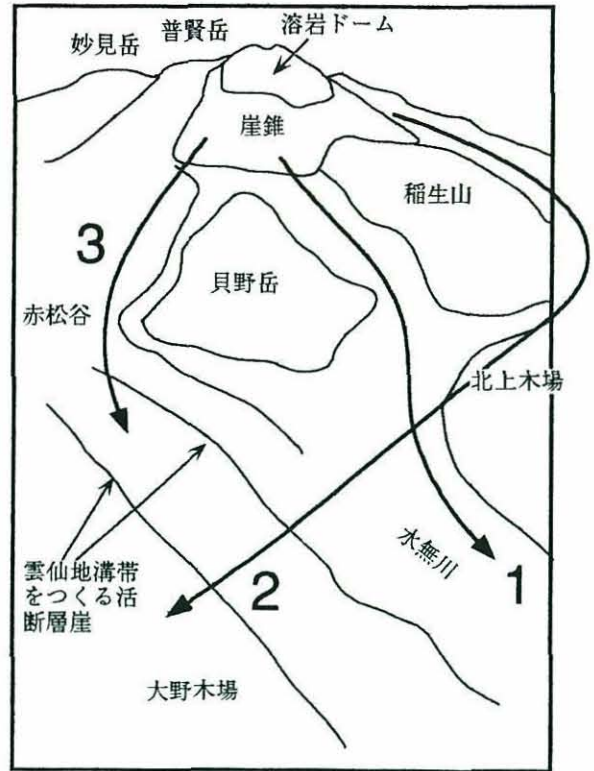 妙見岳
普賢岳
溶岩ドーム
崖錐
稲生山
3
貝野岳
赤松谷
北上木場
水無川
1
雲仙地溝帯
をつくる活
断層崖
2
大野木場